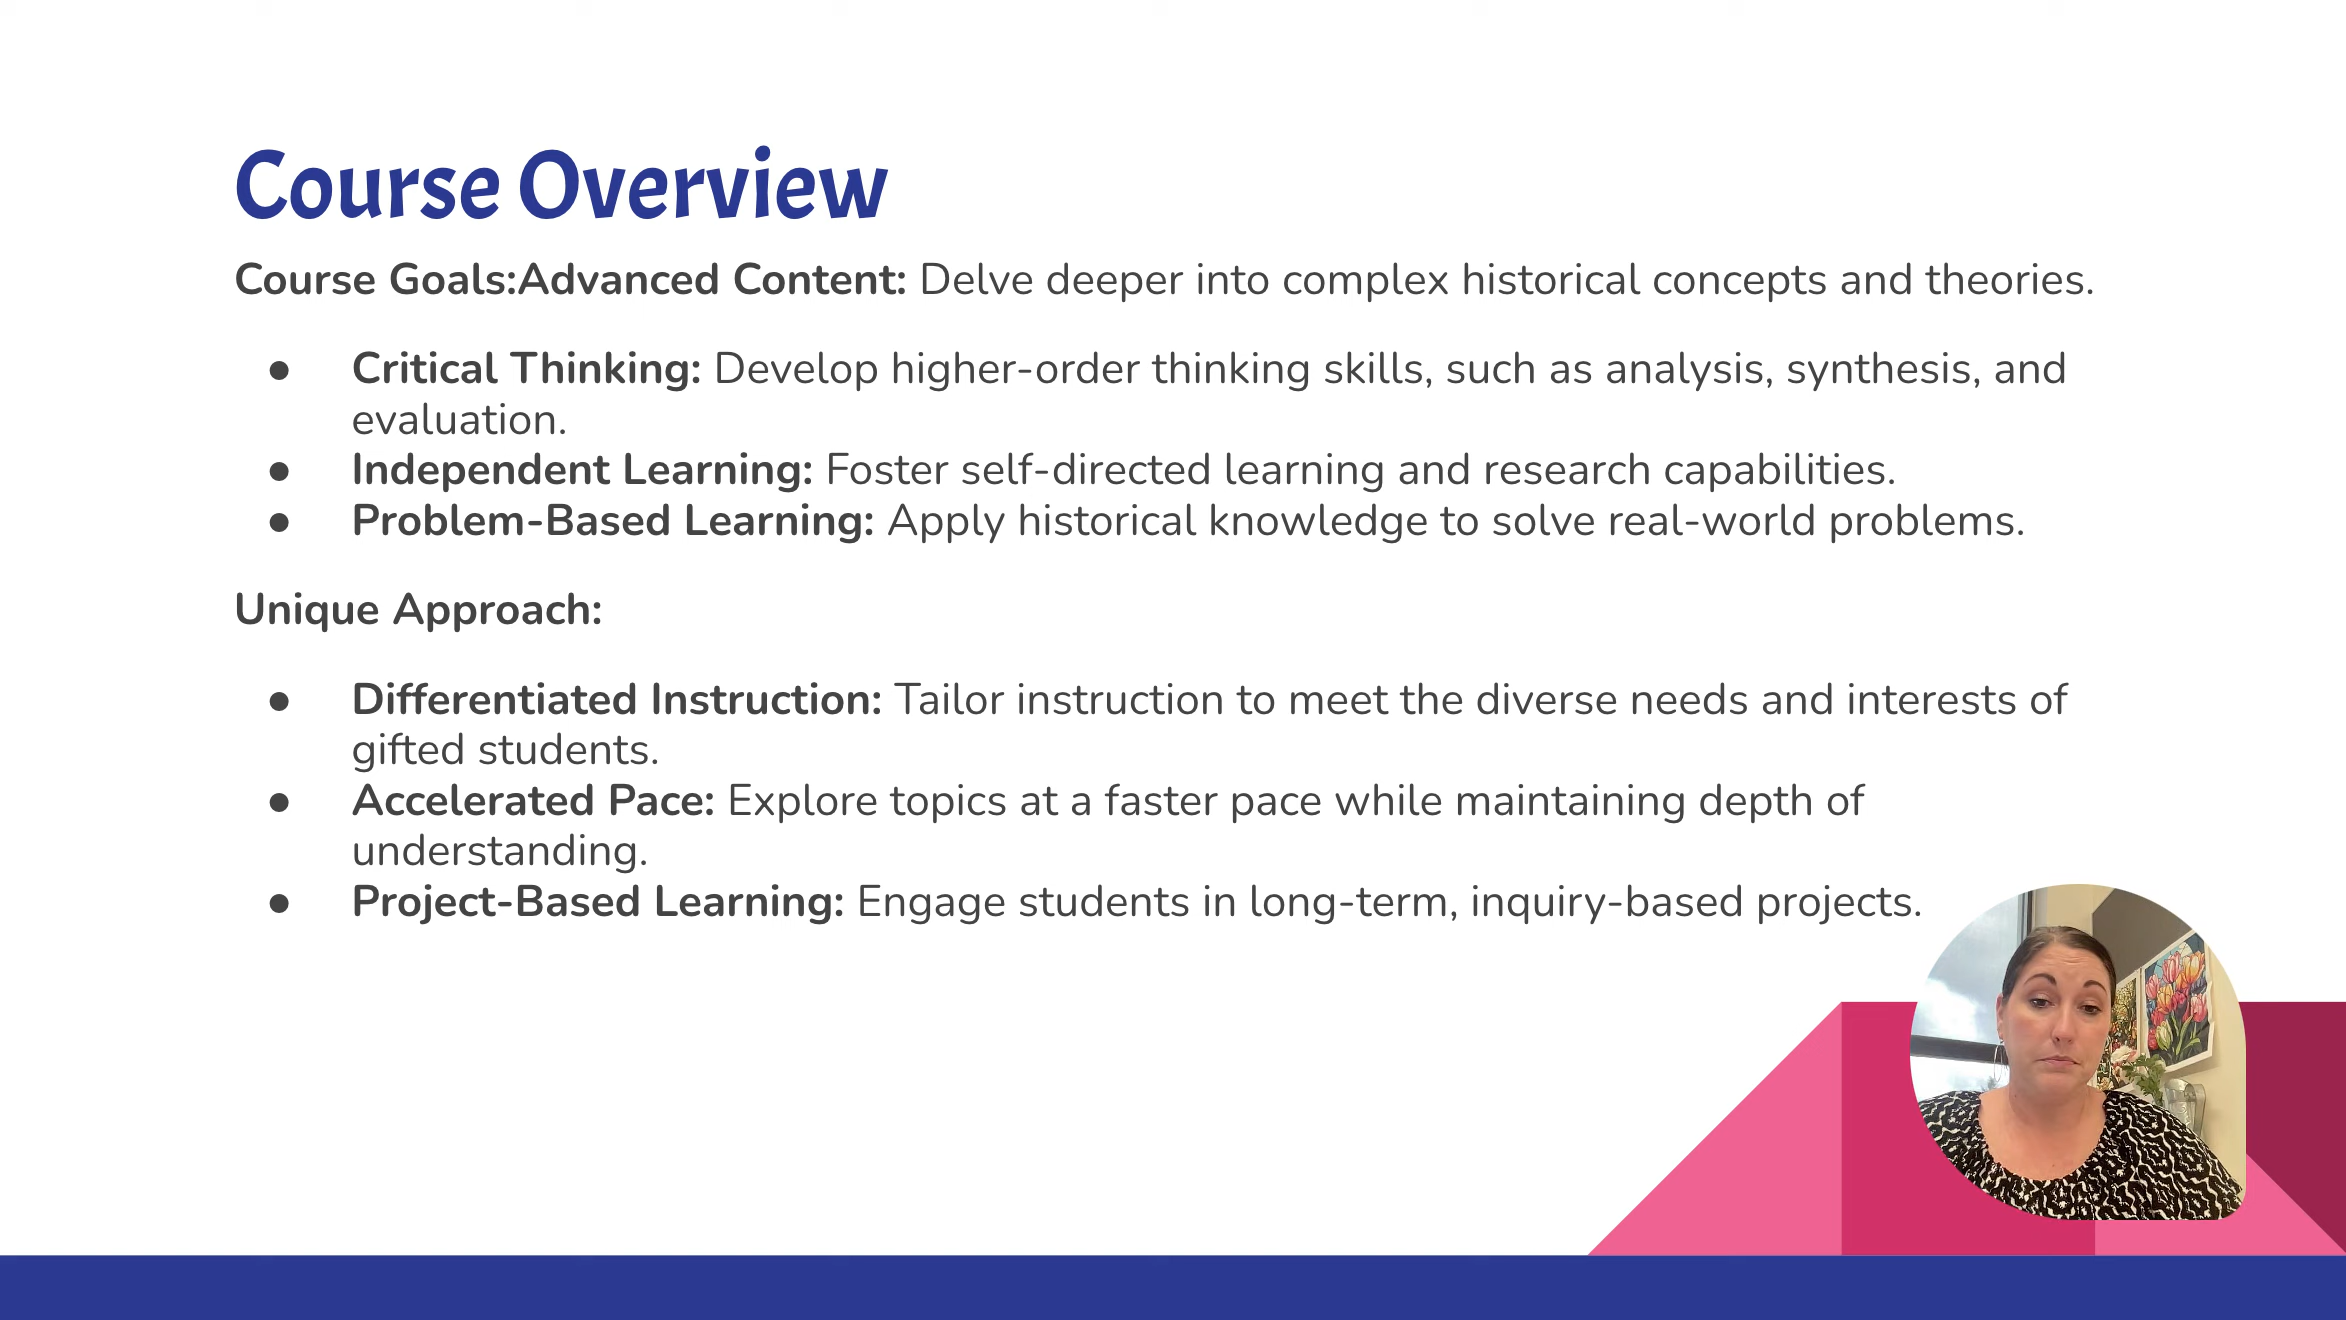 Course Overview
Course Goals:Advanced Content: Delve deeper into complex historical concepts and theories.
● Critical Thinking: Develop higher-order thinking skills, such as analysis, synthesis, and
evaluation.
● Independent Learning: Foster self-directed learning and research capabilities.
● Problem-Based Learning: Apply historical knowledge to solve real-world problems.
Unique Approach:
● Differentiated Instruction: Tailor instruction to meet the diverse needs and interests of
gifted students.
● Accelerated Pace: Explore topics at a faster pace while maintaining depth of
understanding.
● Project-Based Learning: Engage students in long-term, inquiry-based projects.